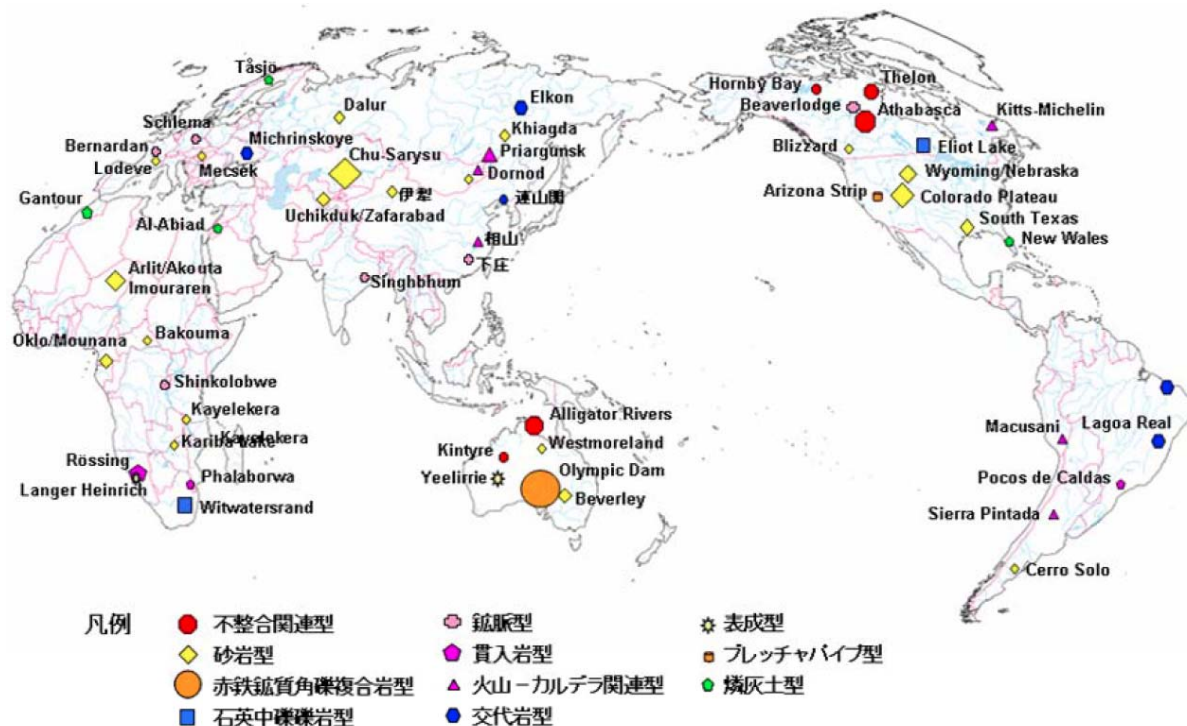 Tåsjö
Dalur
Elkon
Hornby Bay
Thelon
Beaverlodge
Athabasca
Kitts-Michelin
Schlema
Michrinskoye
Khiagda
Bernardan
Priargunsk
Blizzard
Eliot Lake
Lodeve
Mecsek
Chu-Sarysu
Dornod
Wyoming/Nebraska
Gantour
伊犁
連山関
Arizona Strip
Colorado Plateau
Al-Abiad
Uchikduk/Zafarabad
相山
South Texas
下庄
New Wales
Arlit/Akouta
Imouraren
Singhbhum
Oklo/Mounana
Bakouma
Shinkolobwe
Kayelekera
Kariba Lake
Kayelekera
Alligator Rivers
Macusani
Lagoa Real
Kintyre
Westmoreland
Rössing
Phalaborwa
Yeelirrie
Olympic Dam
Pocos de Caldas
Langer Heinrich
Beverley
Witwatersrand
Sierra Pintada
Cerro Solo
凡例
不整合関連型
鉱脈型
表成型
砂岩型
貫入岩型
ブレッチャパイプ型
赤鉄鉱質角礫複合岩型
火山－カルデラ関連型
燐灰土型
石英中礫礫岩型
交代岩型